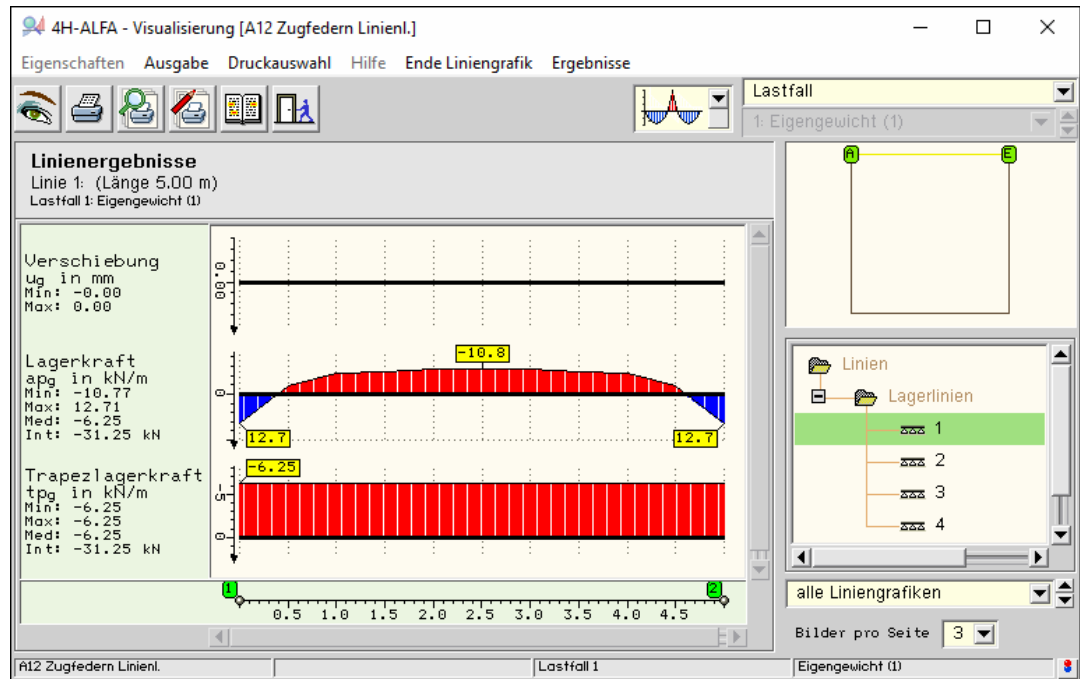 4H-ALFA - Visualisierung [A12 Zugfedern Linienl.]
Eigenschaften Ausgabe Druckauswahl Hilfe Ende Liniengrafik Ergebnisse
Lastfall
1: Eigengewicht (1)
Linienergebnisse
Linie 1: (Länge 5.00 m)
Lastfall 1: Eigengewicht (1)
A E
Verschiebung
ug in mm
Min: -0.00
Max: 0.00
0.00
0
Lagerkraft
apg in kN/m
Min: -10.77
Max: 12.71
Med: -6.25
Int: -31.25 kN
0
-10.8
12.7 12.7
Trapezlagerkraft
tpg in kN/m
Min: -6.25
Max: -6.25
Med: -6.25
Int: -31.25 kN
-5
0
-6.25
1 2
0.5 1.0 1.5 2.0 2.5 3.0 3.5 4.0 4.5
Linien
Lagerlinien
1
2
3
4
alle Liniengrafiken
Bilder pro Seite 3
A12 Zugfedern Linienl. Lastfall 1 Eigengewicht (1)